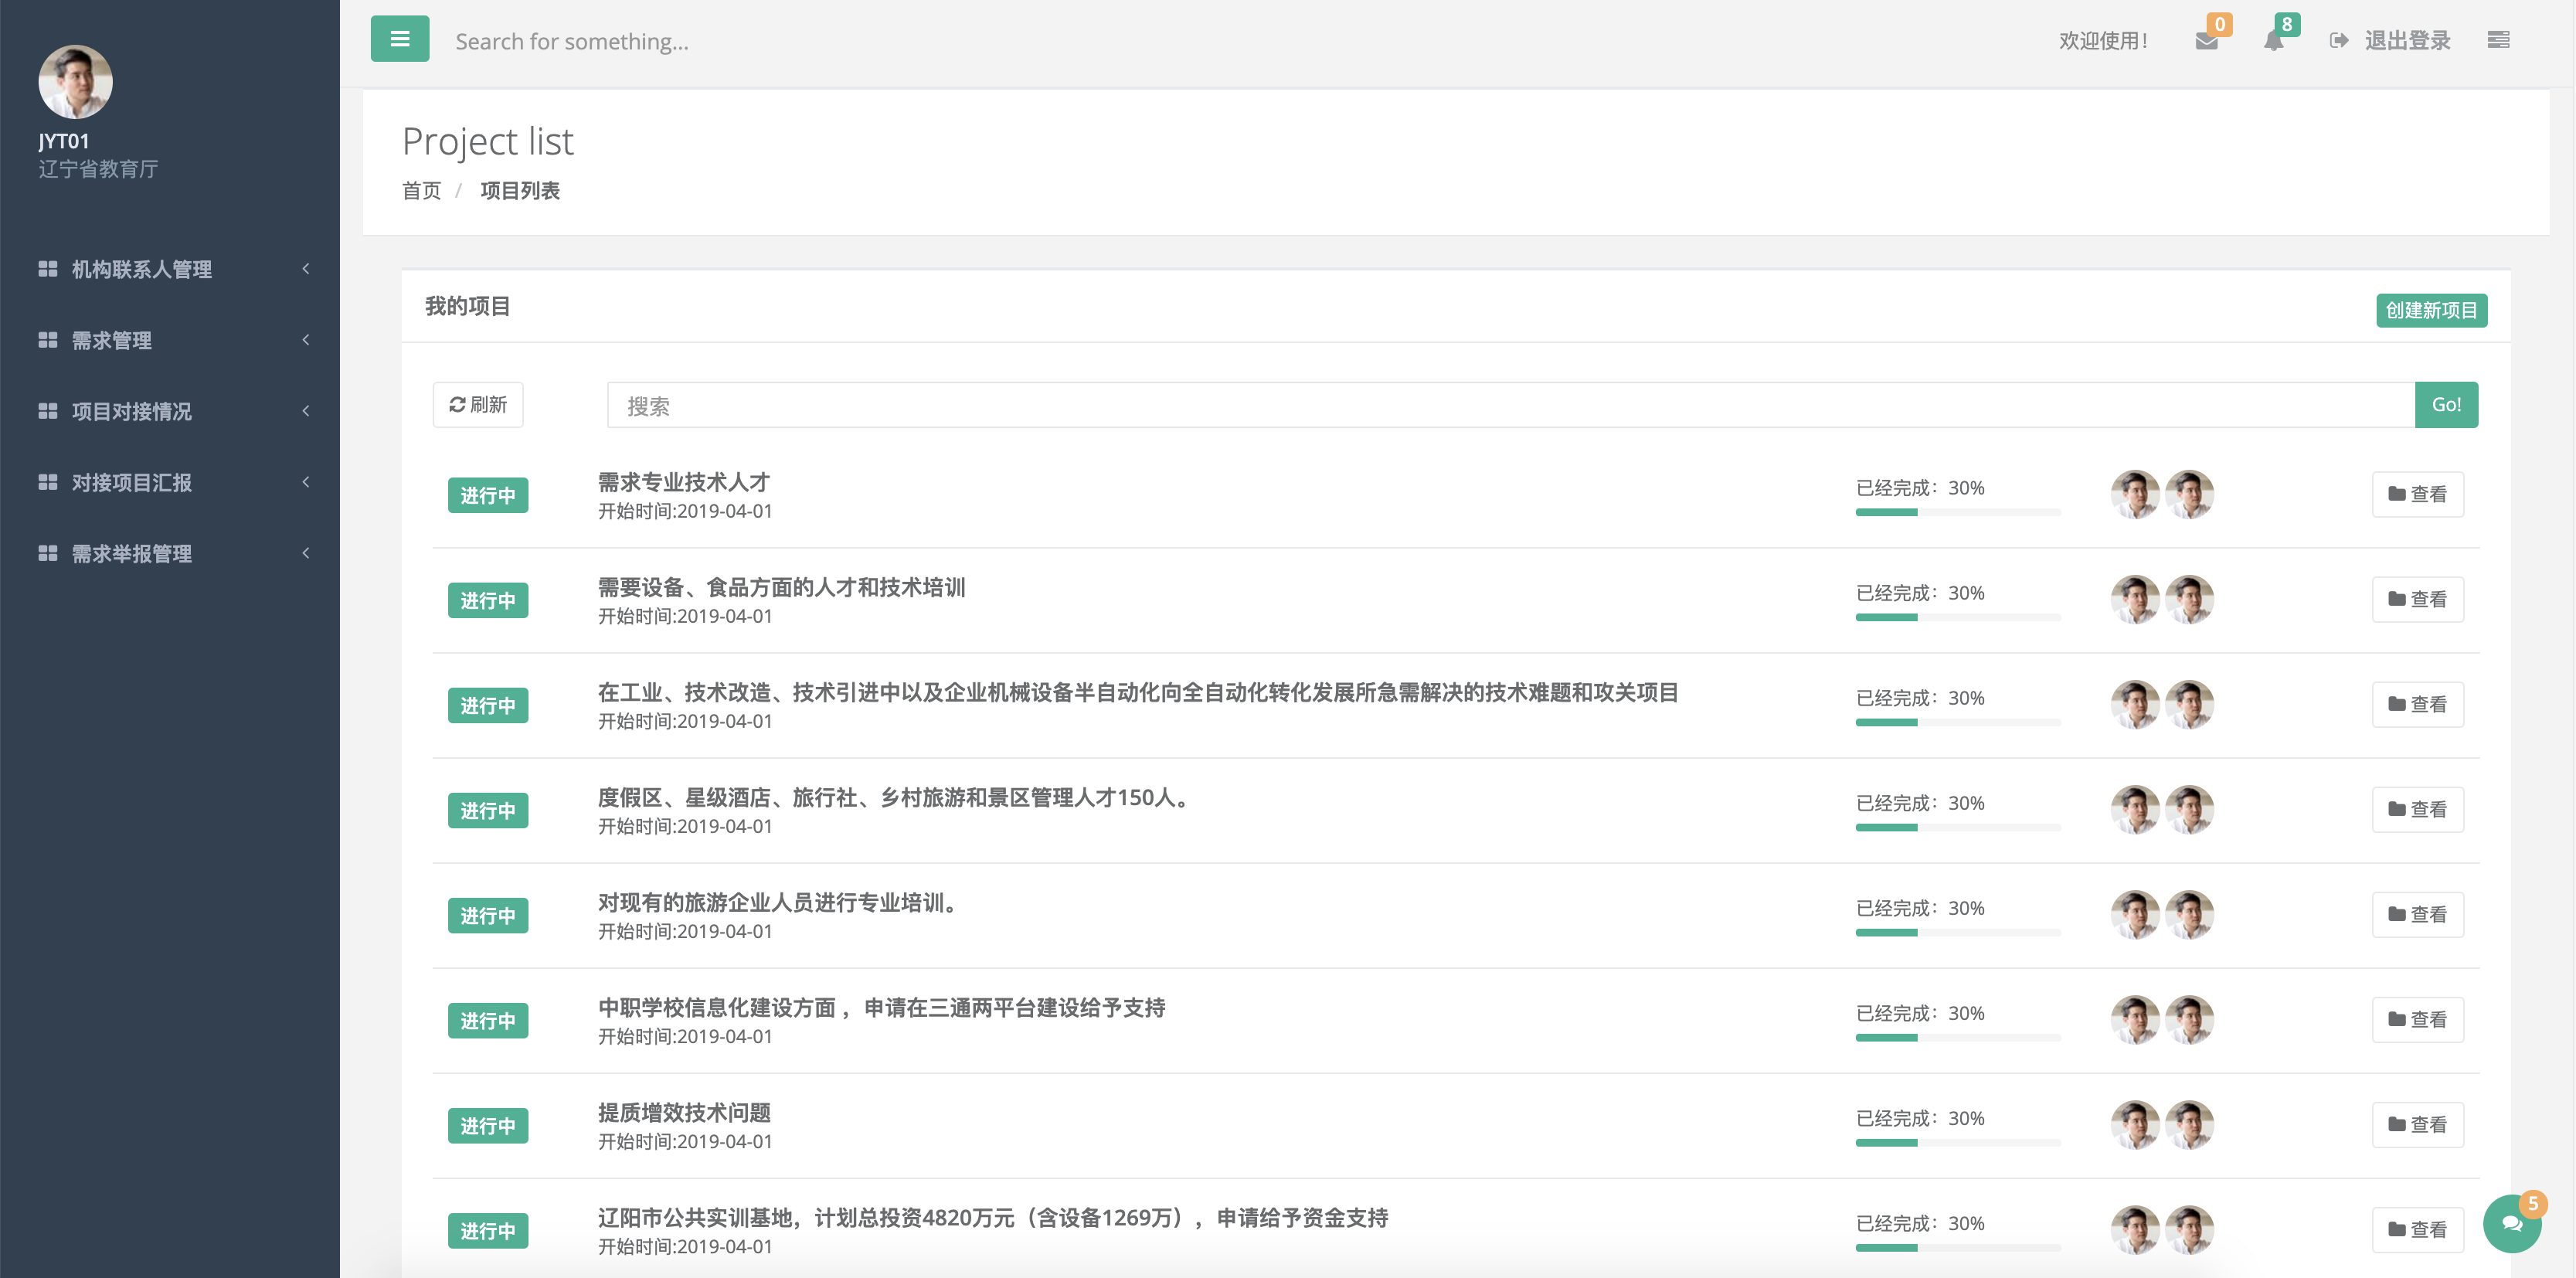 JYT01
辽宁省教育厅
机构联系人管理
需求管理
项目对接情况
对接项目汇报
需求举报管理
Search for something...
欢迎使用！
0
8
退出登录
Project list
首页 / 项目列表
我的项目
创建新项目
刷新
搜索
Go!
进行中
需求专业技术人才
开始时间:2019-04-01
已经完成：30%
查看
进行中
需要设备、食品方面的人才和技术培训
开始时间:2019-04-01
已经完成：30%
查看
进行中
在工业、技术改造、技术引进中以及企业机械设备半自动化向全自动化转化发展所急需解决的技术难题和攻关项目
开始时间:2019-04-01
已经完成：30%
查看
进行中
度假区、星级酒店、旅行社、乡村旅游和景区管理人才150人。
开始时间:2019-04-01
已经完成：30%
查看
进行中
对现有的旅游企业人员进行专业培训。
开始时间:2019-04-01
已经完成：30%
查看
进行中
中职学校信息化建设方面 ，申请在三通两平台建设给予支持
开始时间:2019-04-01
已经完成：30%
查看
进行中
提质增效技术问题
开始时间:2019-04-01
已经完成：30%
查看
进行中
辽阳市公共实训基地，计划总投资4820万元（含设备1269万），申请给予资金支持
开始时间:2019-04-01
已经完成：30%
查看
5